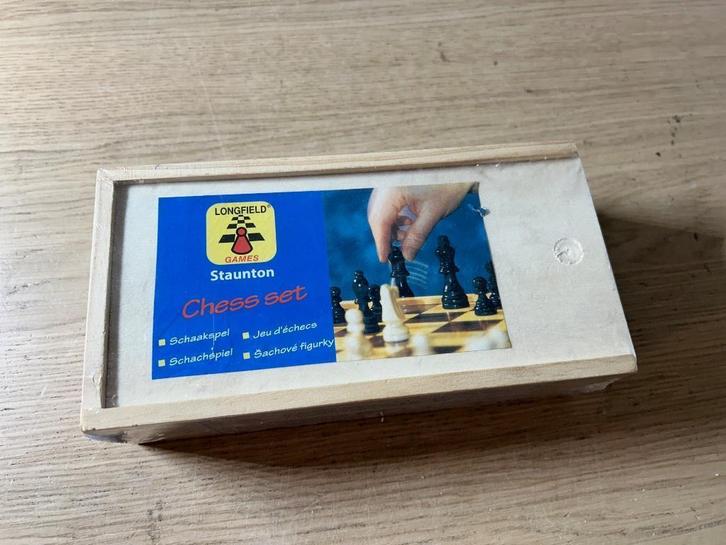 LONGFIELD®
GAMES
Staunton
Chess set
Schaakspel
Jeu d'échecs
Schachspiel
Šachové figurky